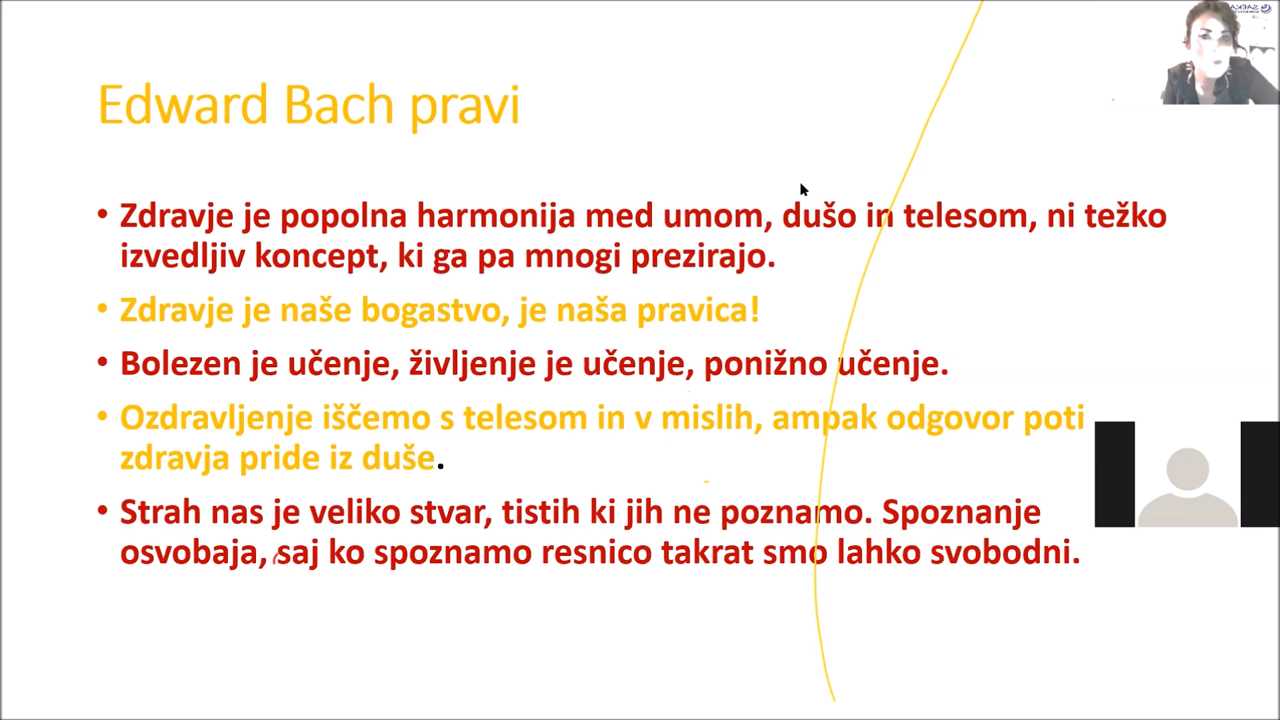 Edward Bach pravi
• Zdravje je popolna harmonija med umom, dušo in telesom, ni težko
izvedljiv koncept, ki ga pa mnogi prezirajo.
• Zdravje je naše bogastvo, je naša pravica!
• Bolezen je učenje, življenje je učenje, ponižno učenje.
• Ozdravljenje iščemo s telesom in v mislih, ampak odgovor poti
zdravja pride iz duše.
• Strah nas je veliko stvar, tistih ki jih ne poznamo. Spoznanje
osvobaja, saj ko spoznamo resnico takrat smo lahko svobodni.